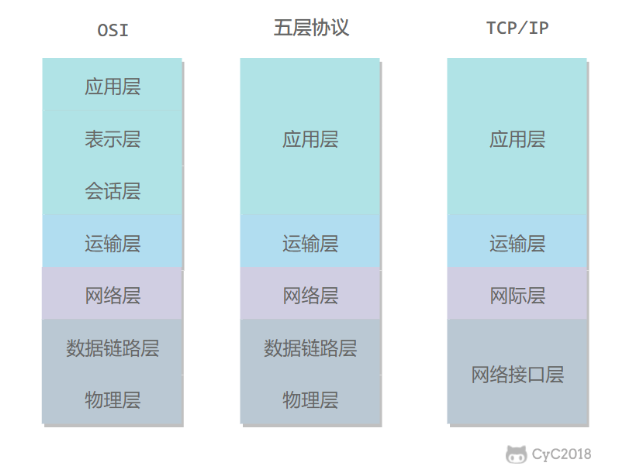 OSI
应用层
表示层
会话层
运输层
网络层
数据链路层
物理层
五层协议
应用层
运输层
网络层
数据链路层
物理层
TCP/IP
应用层
运输层
网际层
网络接口层
CyC2018